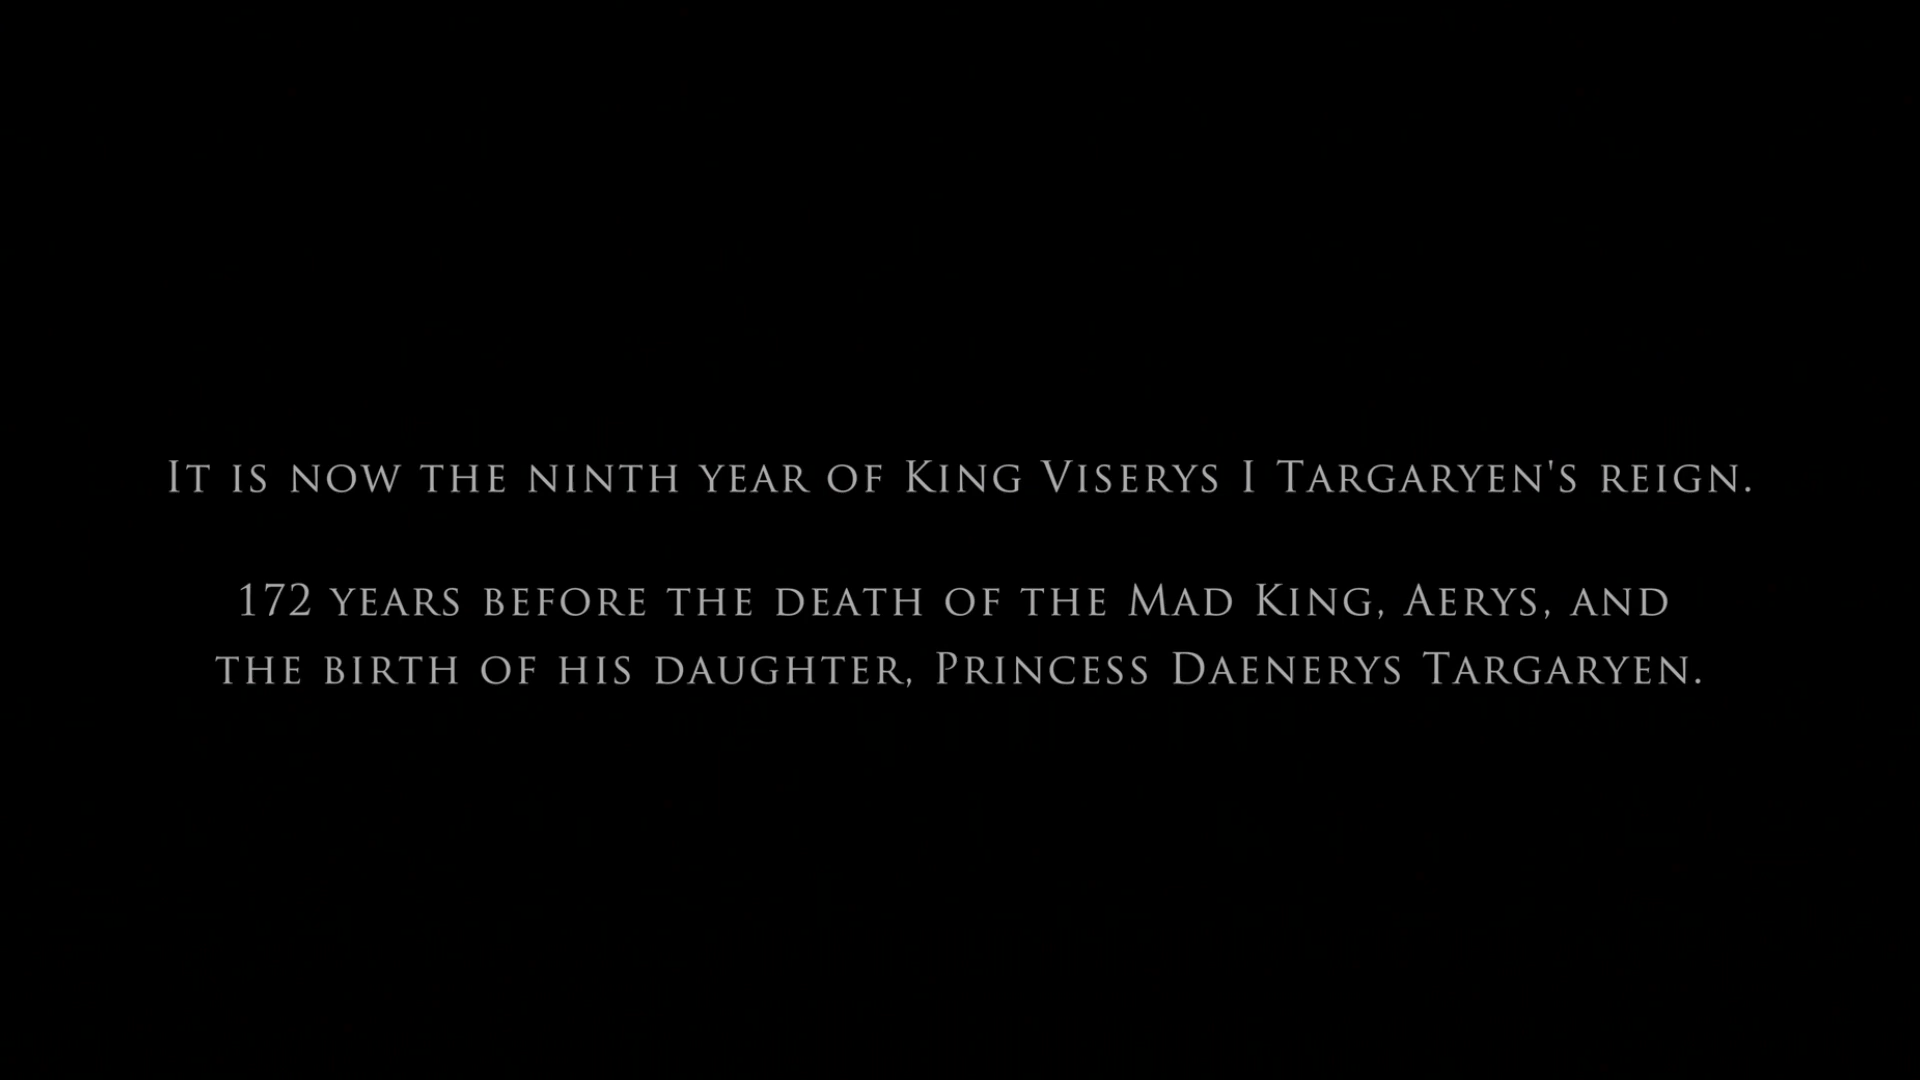 It is now the ninth year of King Viserys I Targaryen's reign.
172 years before the death of the Mad King, Aerys, and
the birth of his daughter, Princess Daenerys Targaryen.